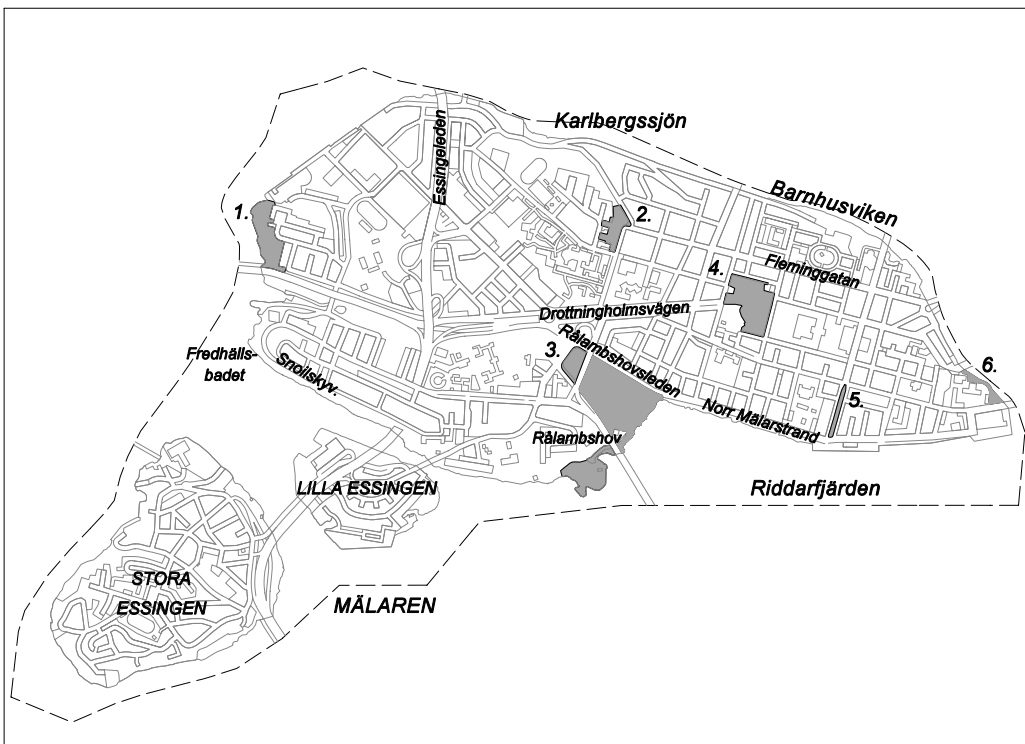 Karlbergssjön
Essingeleden
Barnhusviken
1.
2.
Fleminggatan
4.
Drottningholmsvägen
3.
Rålambshovsleden
Fredhälls-
badet
Snoilskyv.
6.
5.
Norr Mälarstrand
Rålambshov
LILLA ESSINGEN
Riddarfjärden
STORA
ESSINGEN
MÄLAREN